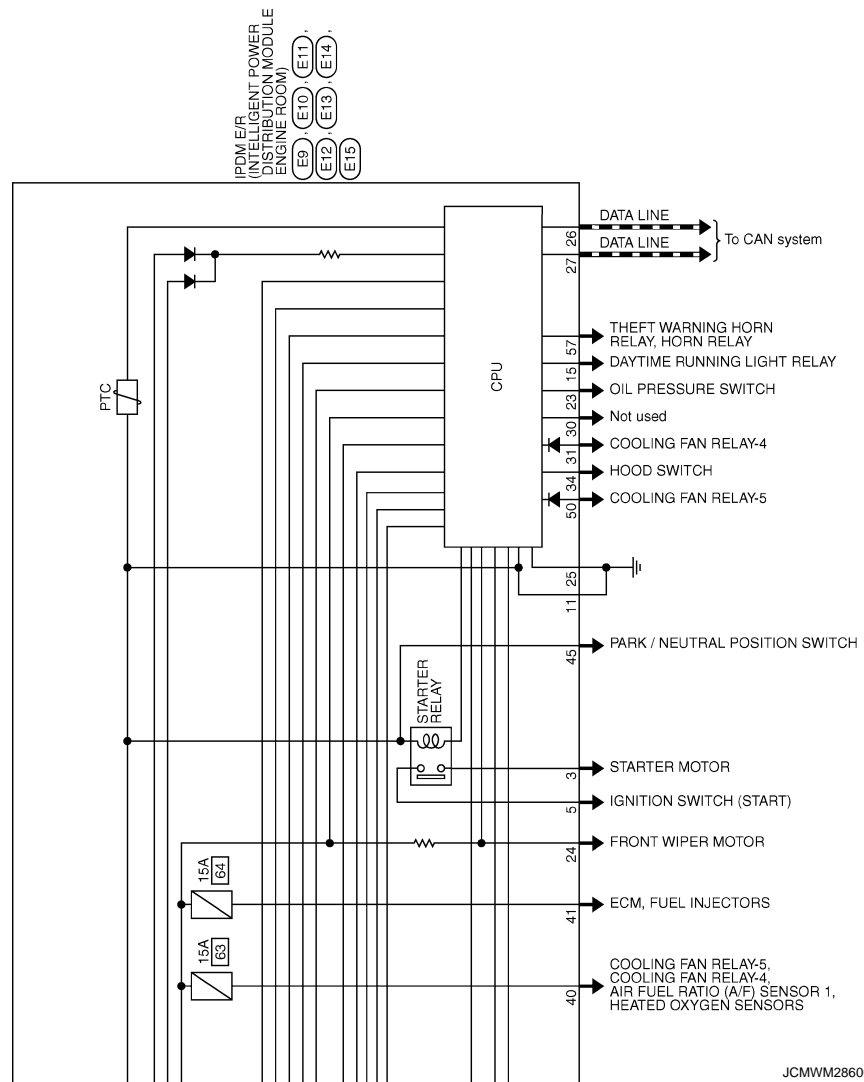 IPDM E/R
(INTELLIGENT POWER
DISTRIBUTION MODULE
ENGINE ROOM)
E9 , E10 , E11 ,
E12 , E13 , E14 ,
E15
DATA LINE
26
DATA LINE
27
To CAN system
THEFT WARNING HORN
RELAY, HORN RELAY
57
DAYTIME RUNNING LIGHT RELAY
15
OIL PRESSURE SWITCH
23
Not used
30
COOLING FAN RELAY-4
31
HOOD SWITCH
34
COOLING FAN RELAY-5
50
CPU
PTC
25
11
PARK / NEUTRAL POSITION SWITCH
45
STARTER
RELAY
STARTER MOTOR
3
IGNITION SWITCH (START)
5
FRONT WIPER MOTOR
24
15A
64
ECM, FUEL INJECTORS
41
15A
63
COOLING FAN RELAY-5,
COOLING FAN RELAY-4,
AIR FUEL RATIO (A/F) SENSOR 1,
HEATED OXYGEN SENSORS
40
JCMWM2860